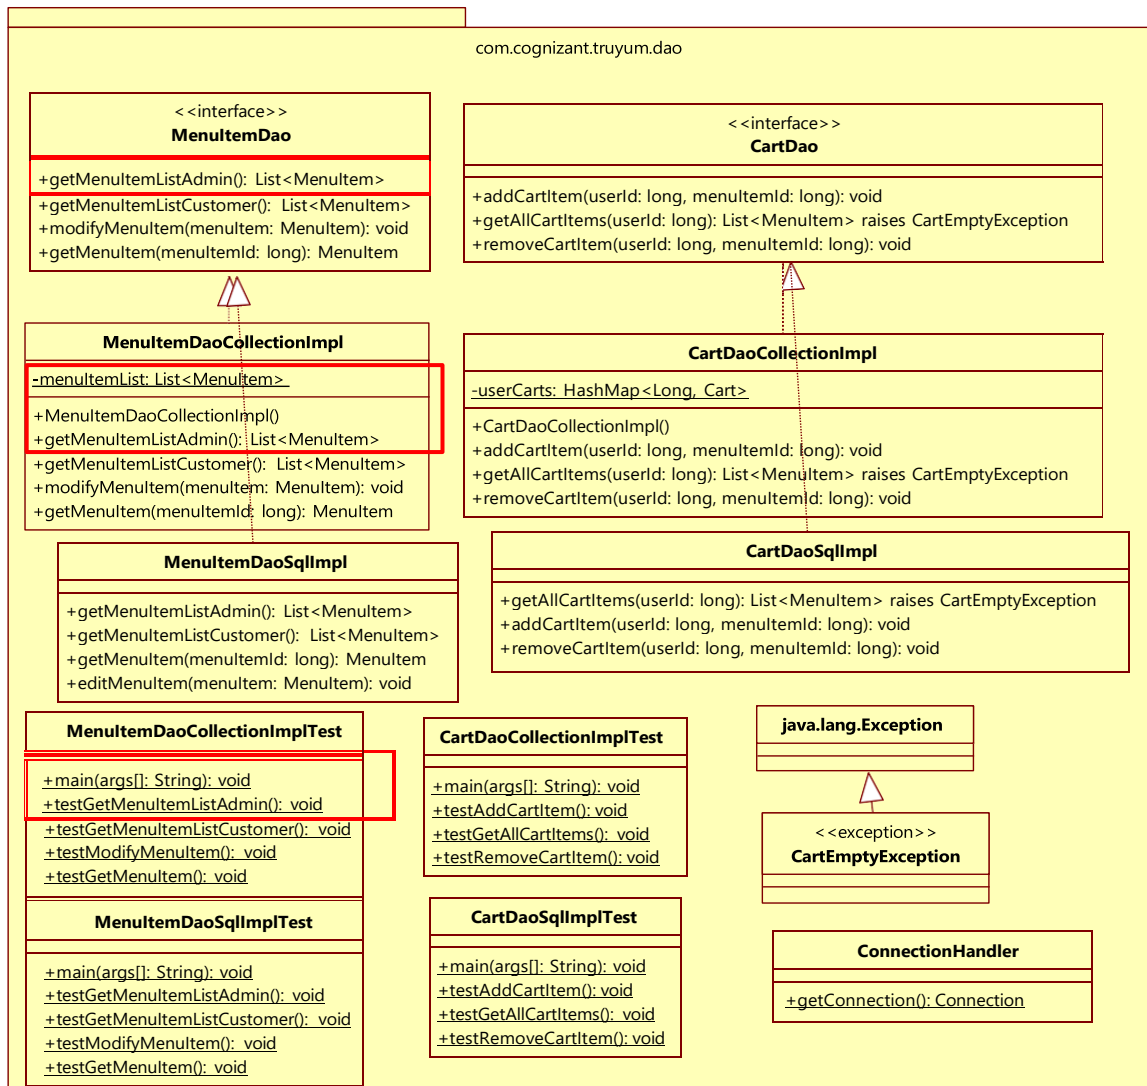 com.cognizant.truyum.dao
<<interface>>
MenuItemDao
+getMenuItemListAdmin(): List<MenuItem>
+getMenuItemListCustomer(): List<MenuItem>
+modifyMenuItem(menuItem: MenuItem): void
+getMenuItem(menuItemId: long): MenuItem
<<interface>>
CartDao
+addCartItem(userId: long, menuItemId: long): void
+getAllCartItems(userId: long): List<MenuItem> raises CartEmptyException
+removeCartItem(userId: long, menuItemId: long): void
MenuItemDaoCollectionImpl
-menuItemList: List<MenuItem>
+MenuItemDaoCollectionImpl()
+getMenuItemListAdmin(): List<MenuItem>
+getMenuItemListCustomer(): List<MenuItem>
+modifyMenuItem(menuItem: MenuItem): void
+getMenuItem(menuItemId: long): MenuItem
CartDaoCollectionImpl
-userCarts: HashMap<Long, Cart>
+CartDaoCollectionImpl()
+addCartItem(userId: long, menuItemId: long): void
+getAllCartItems(userId: long): List<MenuItem> raises CartEmptyException
+removeCartItem(userId: long, menuItemId: long): void
MenuItemDaoSqlImpl
+getMenuItemListAdmin(): List<MenuItem>
+getMenuItemListCustomer(): List<MenuItem>
+getMenuItem(menuItemId: long): MenuItem
+editMenuItem(menuItem: MenuItem): void
CartDaoSqlImpl
+getAllCartItems(userId: long): List<MenuItem> raises CartEmptyException
+addCartItem(userId: long, menuItemId: long): void
+removeCartItem(userId: long, menuItemId: long): void
MenuItemDaoCollectionImplTest
+main(args[]: String): void
+testGetMenuItemListAdmin(): void
+testGetMenuItemListCustomer(): void
+testModifyMenuItem(): void
+testGetMenuItem(): void
CartDaoCollectionImplTest
+main(args[]: String): void
+testAddCartItem(): void
+testGetAllCartItems(): void
+testRemoveCartItem(): void
java.lang.Exception
<<exception>>
CartEmptyException
MenuItemDaoSqlImplTest
+main(args[]: String): void
+testGetMenuItemListAdmin(): void
+testGetMenuItemListCustomer(): void
+testModifyMenuItem(): void
+testGetMenuItem(): void
CartDaoSqlImplTest
+main(args[]: String): void
+testAddCartItem(): void
+testGetAllCartItems(): void
+testRemoveCartItem(): void
ConnectionHandler
+getConnection(): Connection